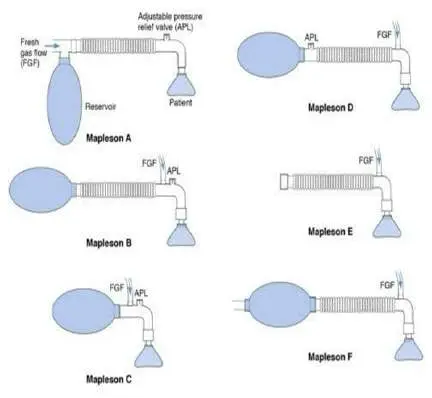 Fresh
gas flow
(FGF)
Adjustable pressure
relief valve (APL)
Reservoir
Patient
Mapleson A
FGF
APL
Mapleson B
FGF
APL
Mapleson C
APL
FGF
Mapleson D
FGF
Mapleson E
FGF
Mapleson F